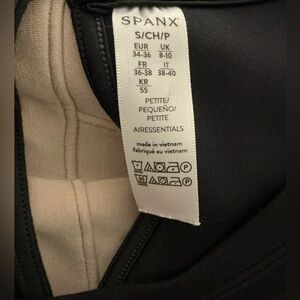 SPANX
S/CH/P
EUR UK
34-36 8-10
FR IT
36-38 38-40
KR
55
PETITE/
PEQUEÑO/
PETITE
AIRESSENTIALS
made in vietnam
fabriqué au vietnam